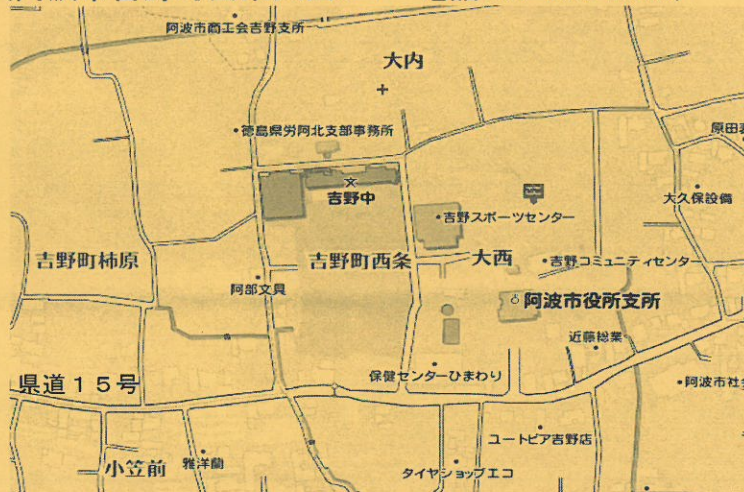 阿波市商工会吉野支所
大内
徳島県労阿北支部事務所
原田
吉野中
大久保設備
吉野スポーツセンター
吉野町柿原
吉野町西条
大西
吉野コミュニティセンター
阿部文具
阿波市役所支所
近藤総業
保健センターひまわり
県道15号
阿波市社会
ユートピア吉野店
小笠前
雅洋蘭
タイヤショップエコ